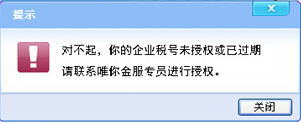 提示
对不起，你的企业税号未授权或已过期
请联系唯你金服专员进行授权。
关闭